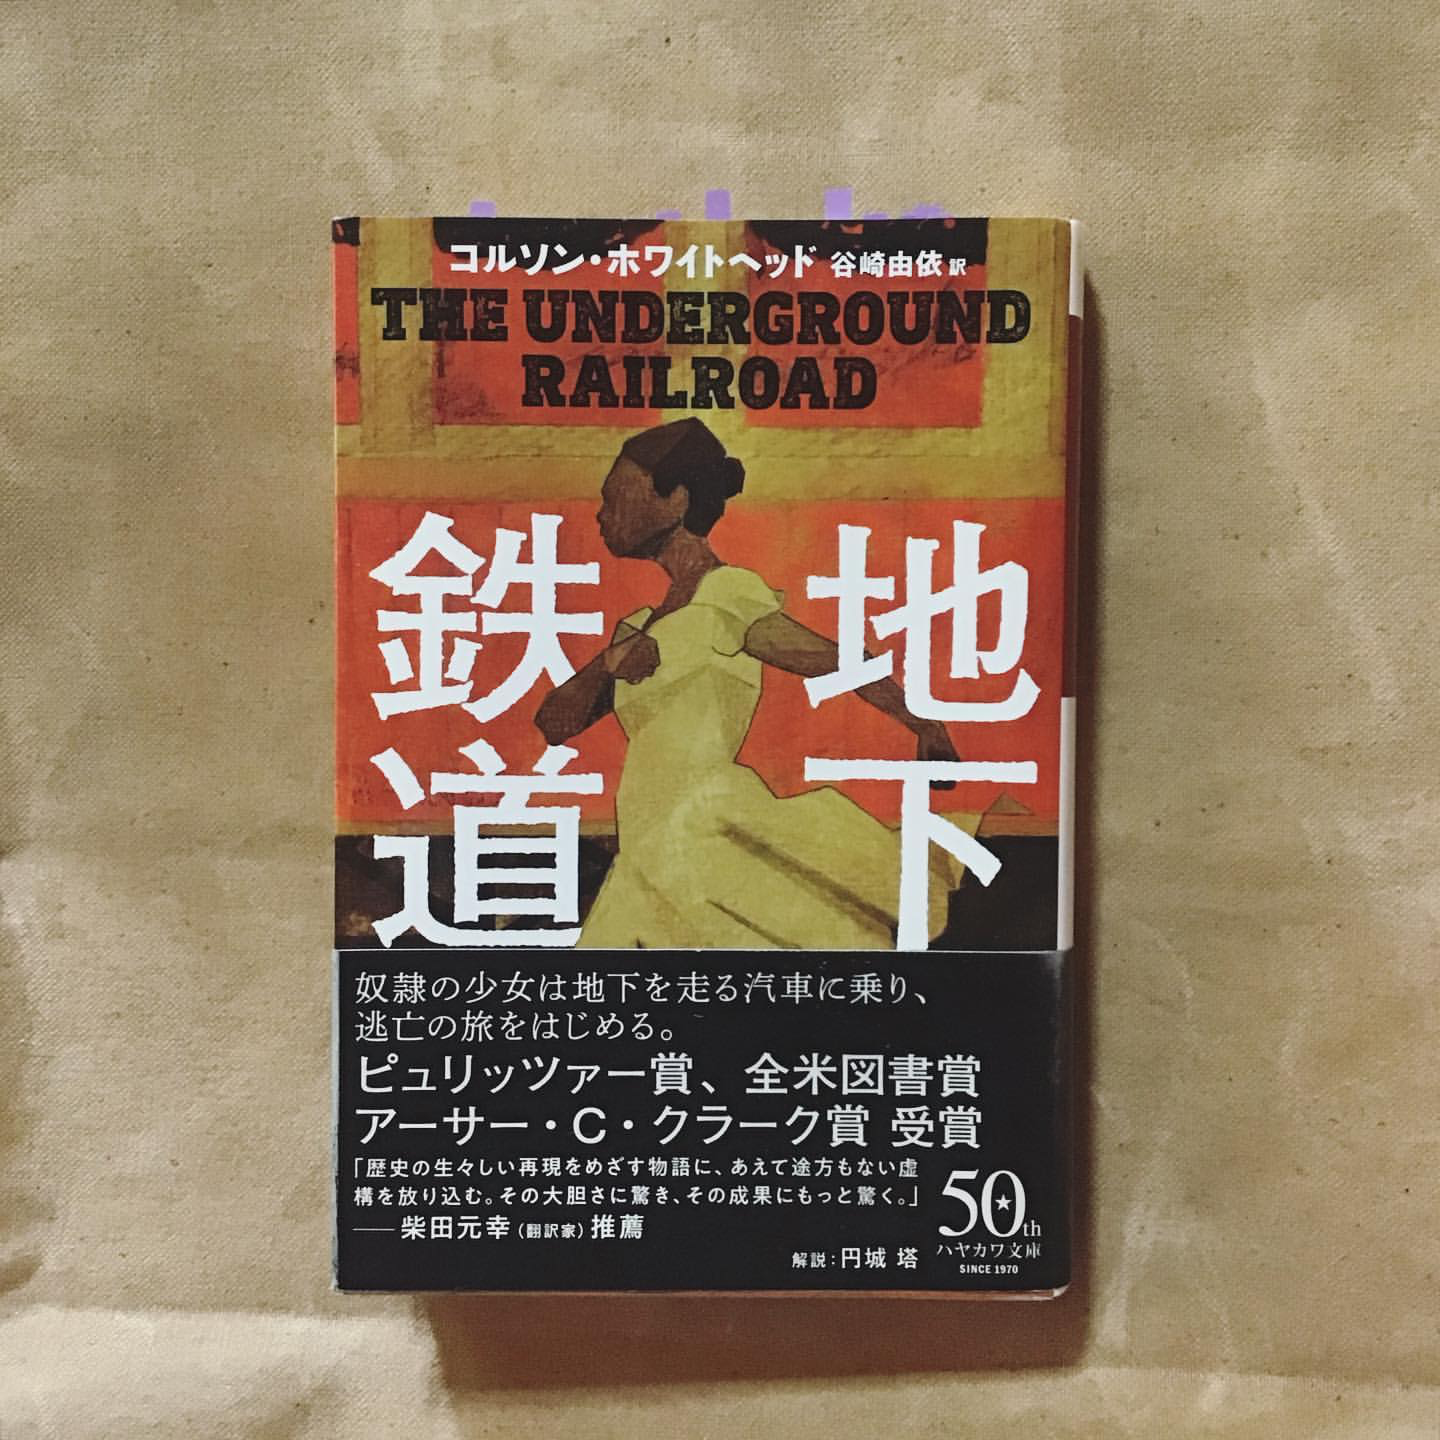 コルソン・ホワイトヘッド 谷崎由依 訳
THE UNDERGROUND
RAILROAD
地下
鉄道
奴隷の少女は地下を走る汽車に乗り、
逃亡の旅をはじめる。
ピュリッツァー賞、全米図書賞
アーサー・C・クラーク賞 受賞
「歴史の生々しい再現をめざす物語に、あえて途方もない虚
構を放り込む。その大胆さに驚き、その成果にもっと驚く。」
──柴田元幸（翻訳家）推薦
解説：円城 塔
50th
ハヤカワ文庫
SINCE 1970